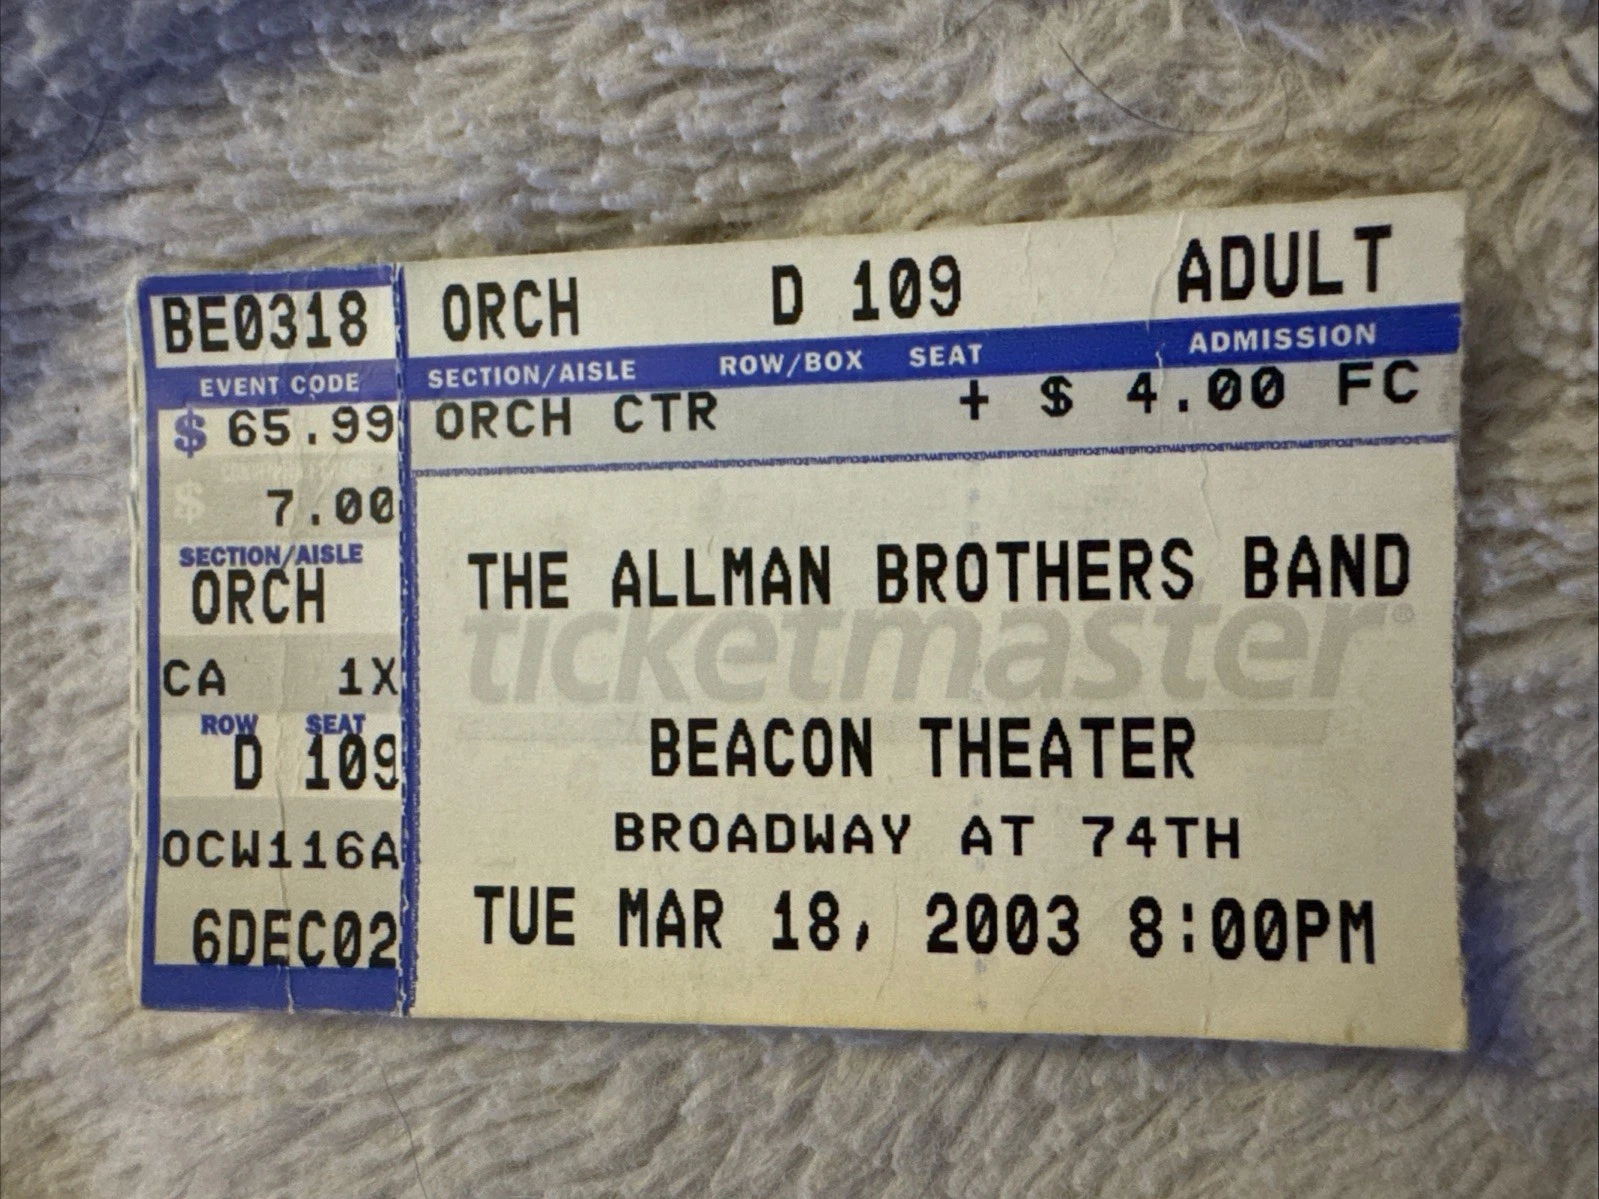 BE0318
EVENT CODE
$ 65.99
$ 7.00
SECTION/AISLE
ORCH
CA 1X
ROW SEAT
D 109
OCW116A
6DEC02
ORCH D 109 ADULT
SECTION/AISLE ROW/BOX SEAT ADMISSION
ORCH CTR + $ 4.00 FC
THE ALLMAN BROTHERS BAND
ticketmaster®
BEACON THEATER
BROADWAY AT 74TH
TUE MAR 18, 2003 8:00PM